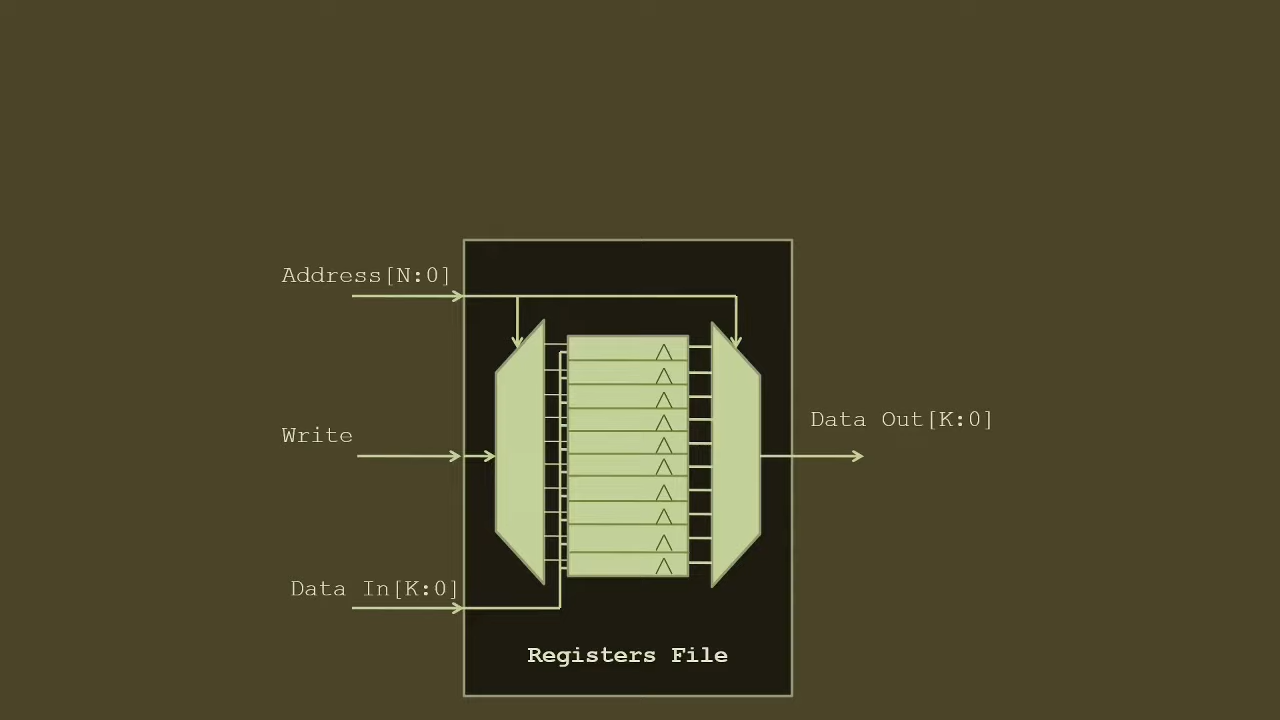 Address[N:0]
Write
Data Out[K:0]
Data In[K:0]
Registers File